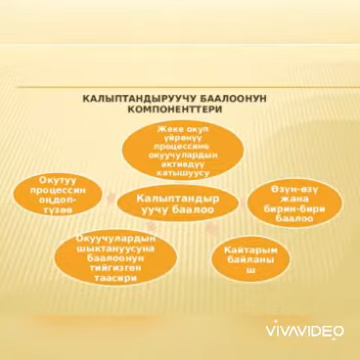 КАЛЫПТАНДЫРУУЧУ БААЛООНУН
КОМПОНЕНТТЕРИ
Жеке окуп
үйрөнүү
процессине
окуучулардын
активдүү
катышуусу
Окутуу
процессин
оңдоп-
түзөө
Калыптандыр
уучу баалоо
Өзүн-өзү
жана
бирин-бири
баалоо
Окуучулардын
шыктануусуна
баалоонун
тийгизген
таасири
Кайтарым
байланы
ш
VIVAVIDEO